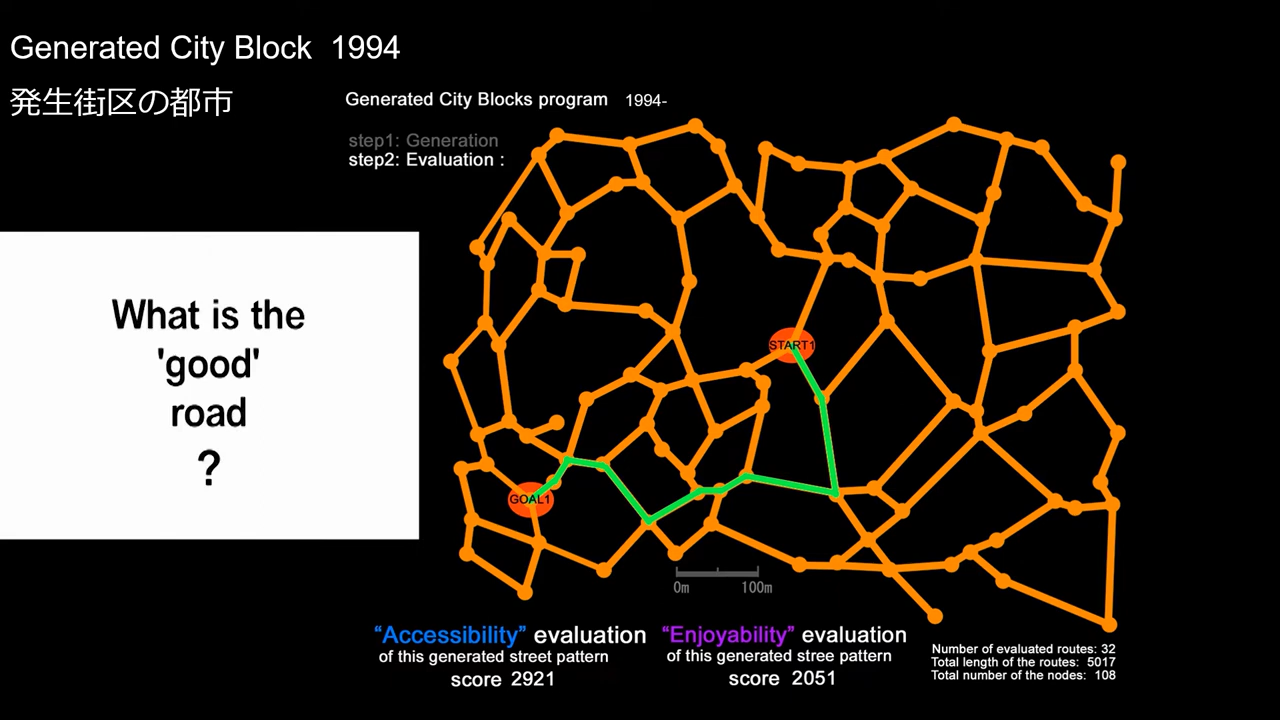 Generated City Block 1994
発生街区の都市
Generated City Blocks program 1994-
step1: Generation
step2: Evaluation :
What is the
'good'
road
?
START1
GOAL1
0m 100m
“Accessibility” evaluation
of this generated street pattern
score 2921
“Enjoyability” evaluation
of this generated stree pattern
score 2051
Number of evaluated routes: 32
Total length of the routes: 5017
Total number of the nodes: 108